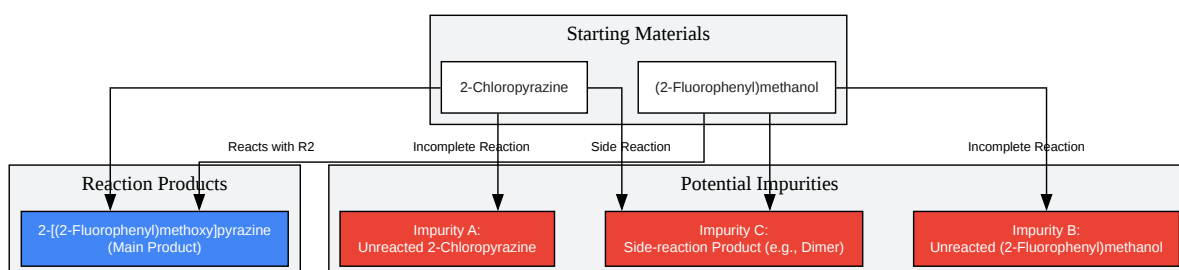 Starting Materials
2-Chloropyrazine
(2-Fluorophenyl)methanol
Reacts with R2
Incomplete Reaction
Side Reaction
Incomplete Reaction
Reaction Products
Potential Impurities
2-[(2-Fluorophenyl)methoxy]pyrazine
(Main Product)
Impurity A:
Unreacted 2-Chloropyrazine
Impurity C:
Side-reaction Product (e.g., Dimer)
Impurity B:
Unreacted (2-Fluorophenyl)methanol